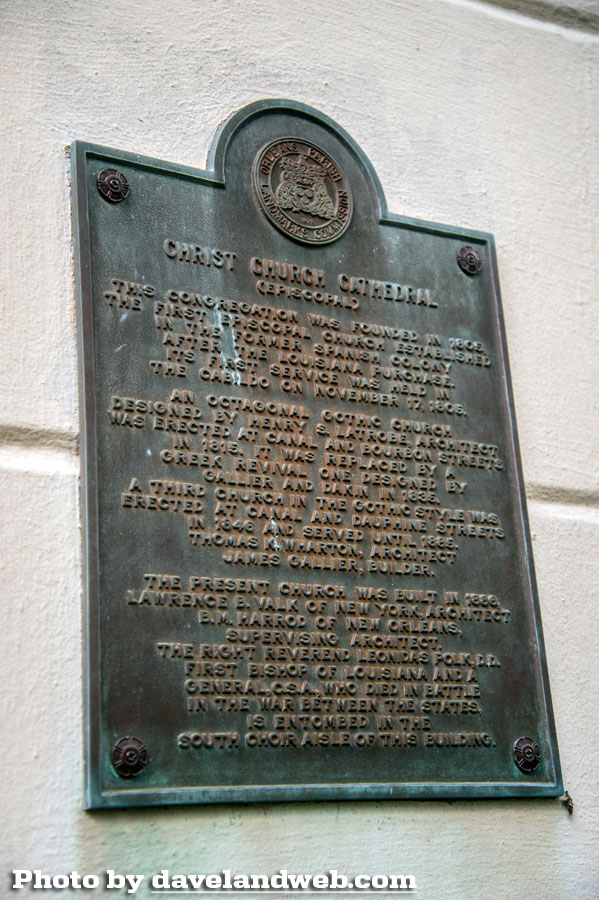 ORLEANS PARISH
LANDMARKS COMMISSION
CHRIST CHURCH CATHEDRAL
(EPISCOPAL)
THIS CONGREGATION WAS FOUNDED IN 1805,
THE FIRST EPISCOPAL CHURCH ESTABLISHED
IN THE FORMER SPANISH COLONY
AFTER THE LOUISIANA PURCHASE.
ITS FIRST SERVICE WAS HELD IN
THE CABILDO ON NOVEMBER 17, 1805.
AN OCTAGONAL GOTHIC CHURCH,
DESIGNED BY HENRY S. LATROBE, ARCHITECT
WAS ERECTED AT CANAL AND BOURBON STREETS
IN 1815. IT WAS REPLACED BY A
GREEK REVIVAL ONE DESIGNED BY
GALLIER AND DAKIN IN 1835.
A THIRD CHURCH IN THE GOTHIC STYLE WAS
ERECTED AT CANAL AND DAUPHINE STREETS
IN 1846 AND SERVED UNTIL 1885.
THOMAS K. WHARTON, ARCHITECT
JAMES GALLIER, BUILDER.
THE PRESENT CHURCH WAS BUILT IN 1886,
LAWRENCE B. VALK OF NEW YORK, ARCHITECT
B. M. HARROD OF NEW ORLEANS,
SUPERVISING ARCHITECT.
THE RIGHT REVEREND LEONIDAS POLK, D.D.
FIRST BISHOP OF LOUISIANA AND A
GENERAL, C.S.A., WHO DIED IN BATTLE
IN THE WAR BETWEEN THE STATES,
IS ENTOMBED IN THE
SOUTH CHOIR AISLE OF THIS BUILDING.
Photo by davelandweb.com